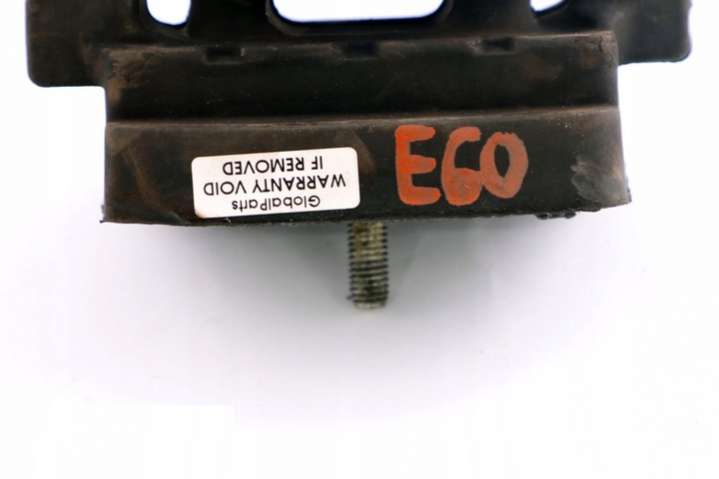 GlobalParts
WARRANTY VOID
IF REMOVED
E60